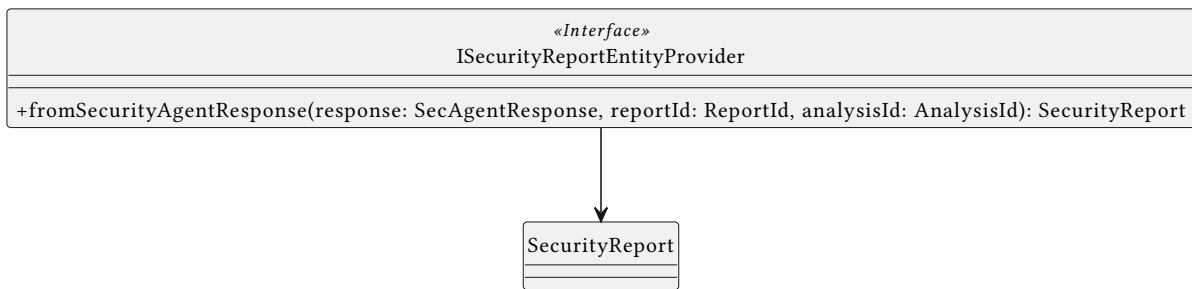 «Interface»
ISecurityReportEntityProvider
+fromSecurityAgentResponse(response: SecAgentResponse, reportId: ReportId, analysisId: AnalysisId): SecurityReport
SecurityReport